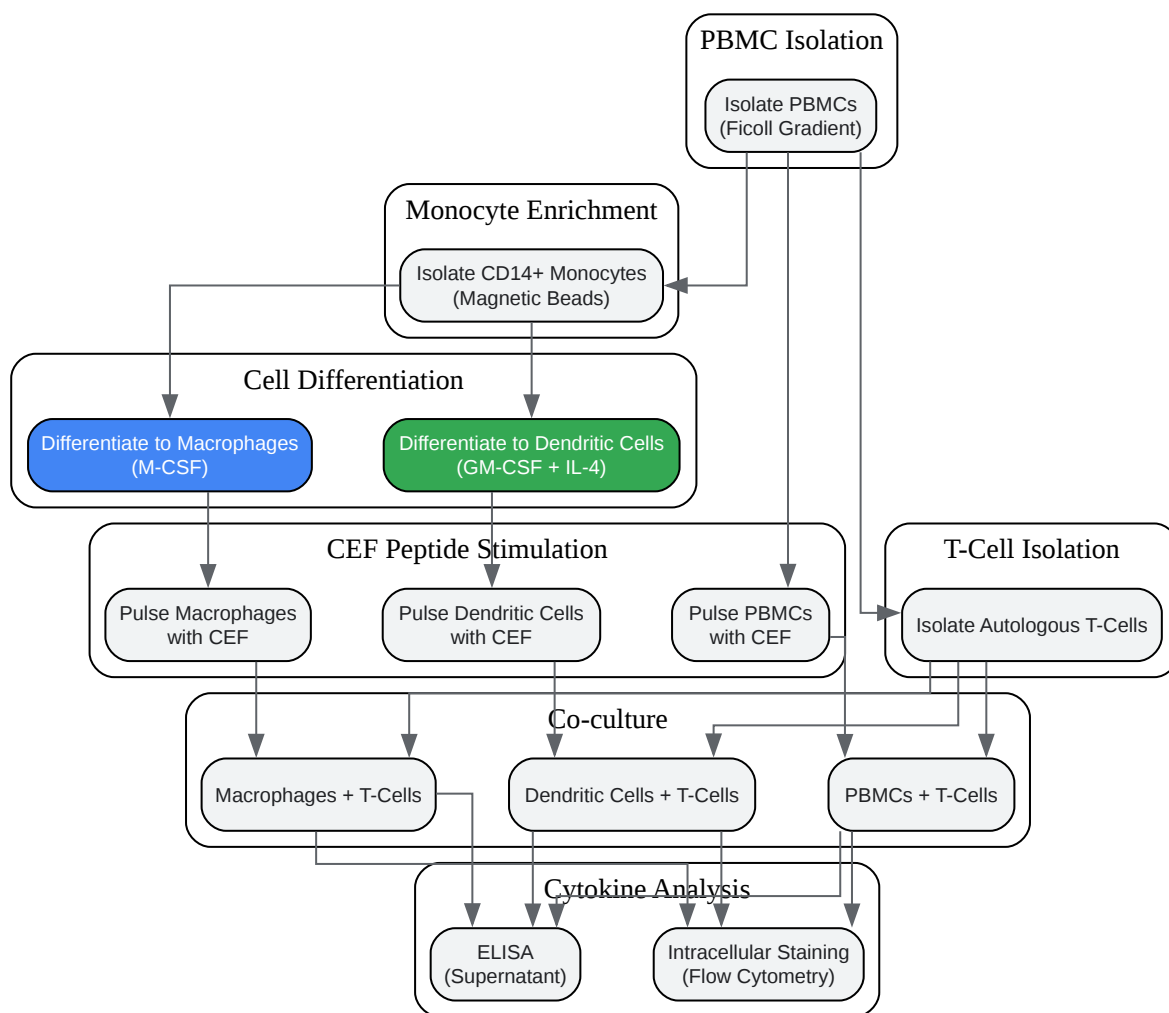 PBMC Isolation
Isolate PBMCs
(Ficoll Gradient)
Monocyte Enrichment
Isolate CD14+ Monocytes
(Magnetic Beads)
Cell Differentiation
Differentiate to Macrophages
(M-CSF)
Differentiate to Dendritic Cells
(GM-CSF + IL-4)
CEF Peptide Stimulation
Pulse Macrophages
with CEF
Pulse Dendritic Cells
with CEF
Pulse PBMCs
with CEF
T-Cell Isolation
Isolate Autologous T-Cells
Co-culture
Macrophages + T-Cells
Dendritic Cells + T-Cells
PBMCs + T-Cells
Cytokine Analysis
ELISA
(Supernatant)
Intracellular Staining
(Flow Cytometry)